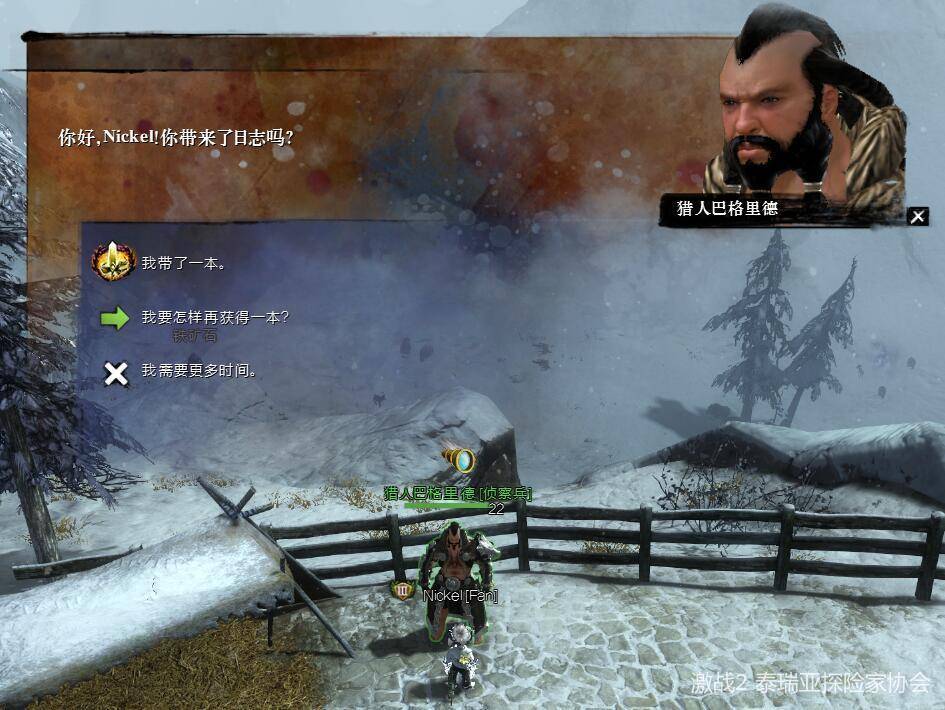 你好,Nickel!你带来了日志吗?
猎人巴格里德
我带了一本。
我要怎样再获得一本?
铁矿石
我需要更多时间。
猎人巴格里德 [侦察兵]
22
Nickel [Fan]
激战2 泰瑞亚探险家协会